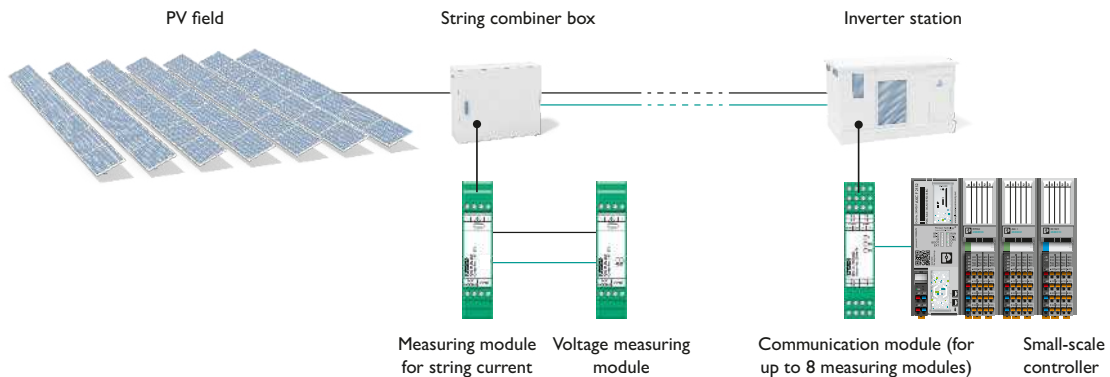 PV field
String combiner box
Inverter station
Measuring module
for string current
Voltage measuring
module
Communication module (for
up to 8 measuring modules)
Small-scale
controller